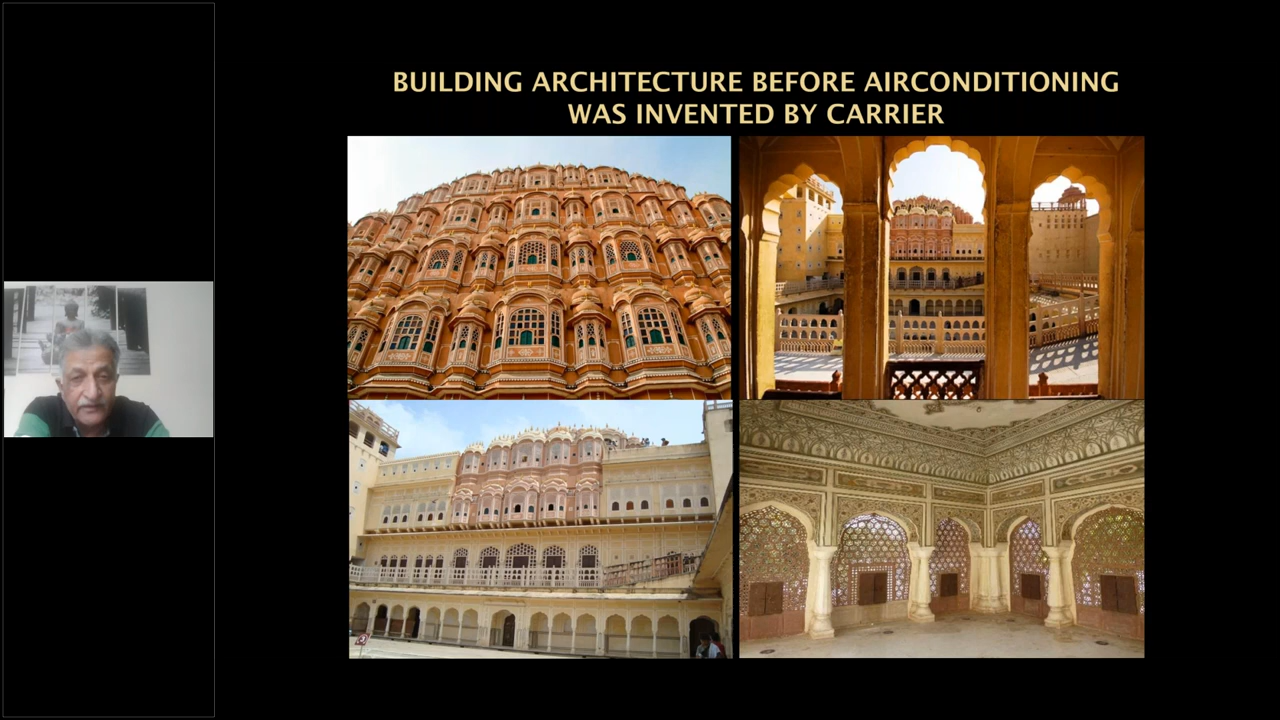 BUILDING ARCHITECTURE BEFORE AIRCONDITIONING
WAS INVENTED BY CARRIER